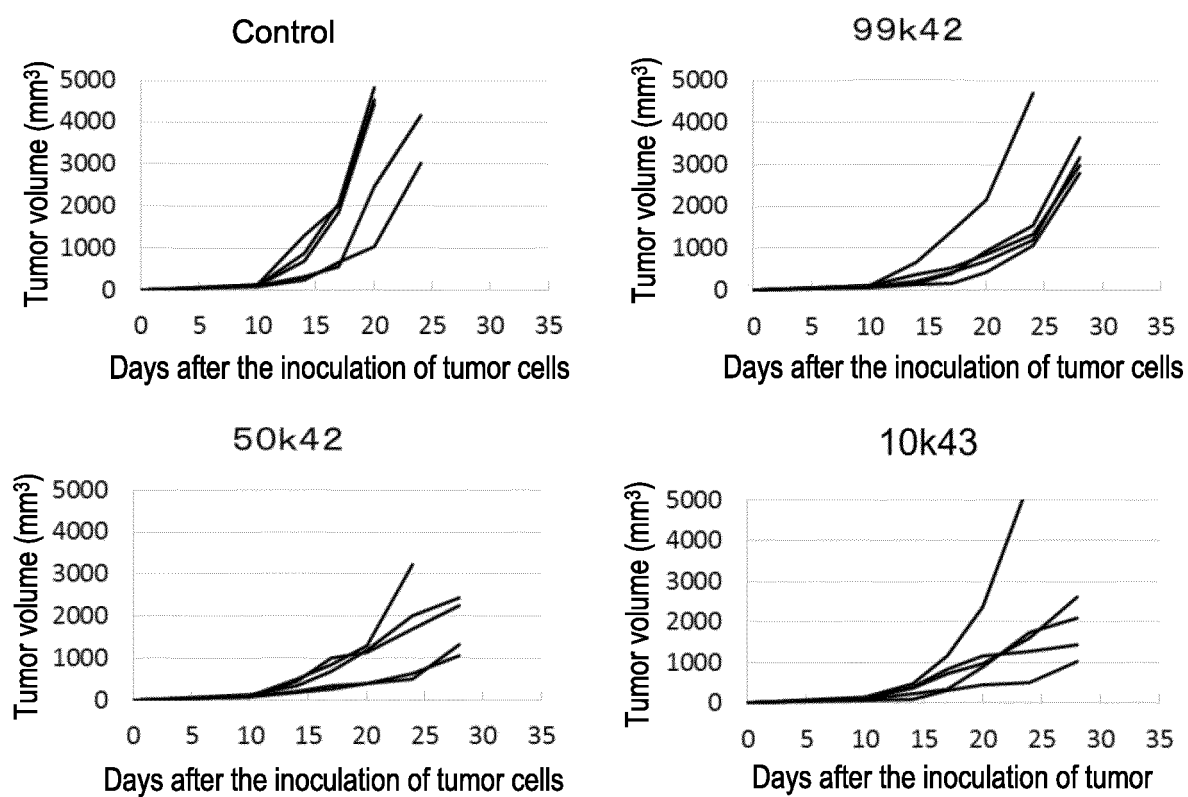 Control
Tumor volume (mm³)
5000
4000
3000
2000
1000
0
0 5 10 15 20 25 30 35
Days after the inoculation of tumor cells
99k42
Tumor volume (mm³)
5000
4000
3000
2000
1000
0
0 5 10 15 20 25 30 35
Days after the inoculation of tumor cells
50k42
Tumor volume (mm³)
5000
4000
3000
2000
1000
0
0 5 10 15 20 25 30 35
Days after the inoculation of tumor cells
10k43
Tumor volume (mm³)
5000
4000
3000
2000
1000
0
0 5 10 15 20 25 30 35
Days after the inoculation of tumor